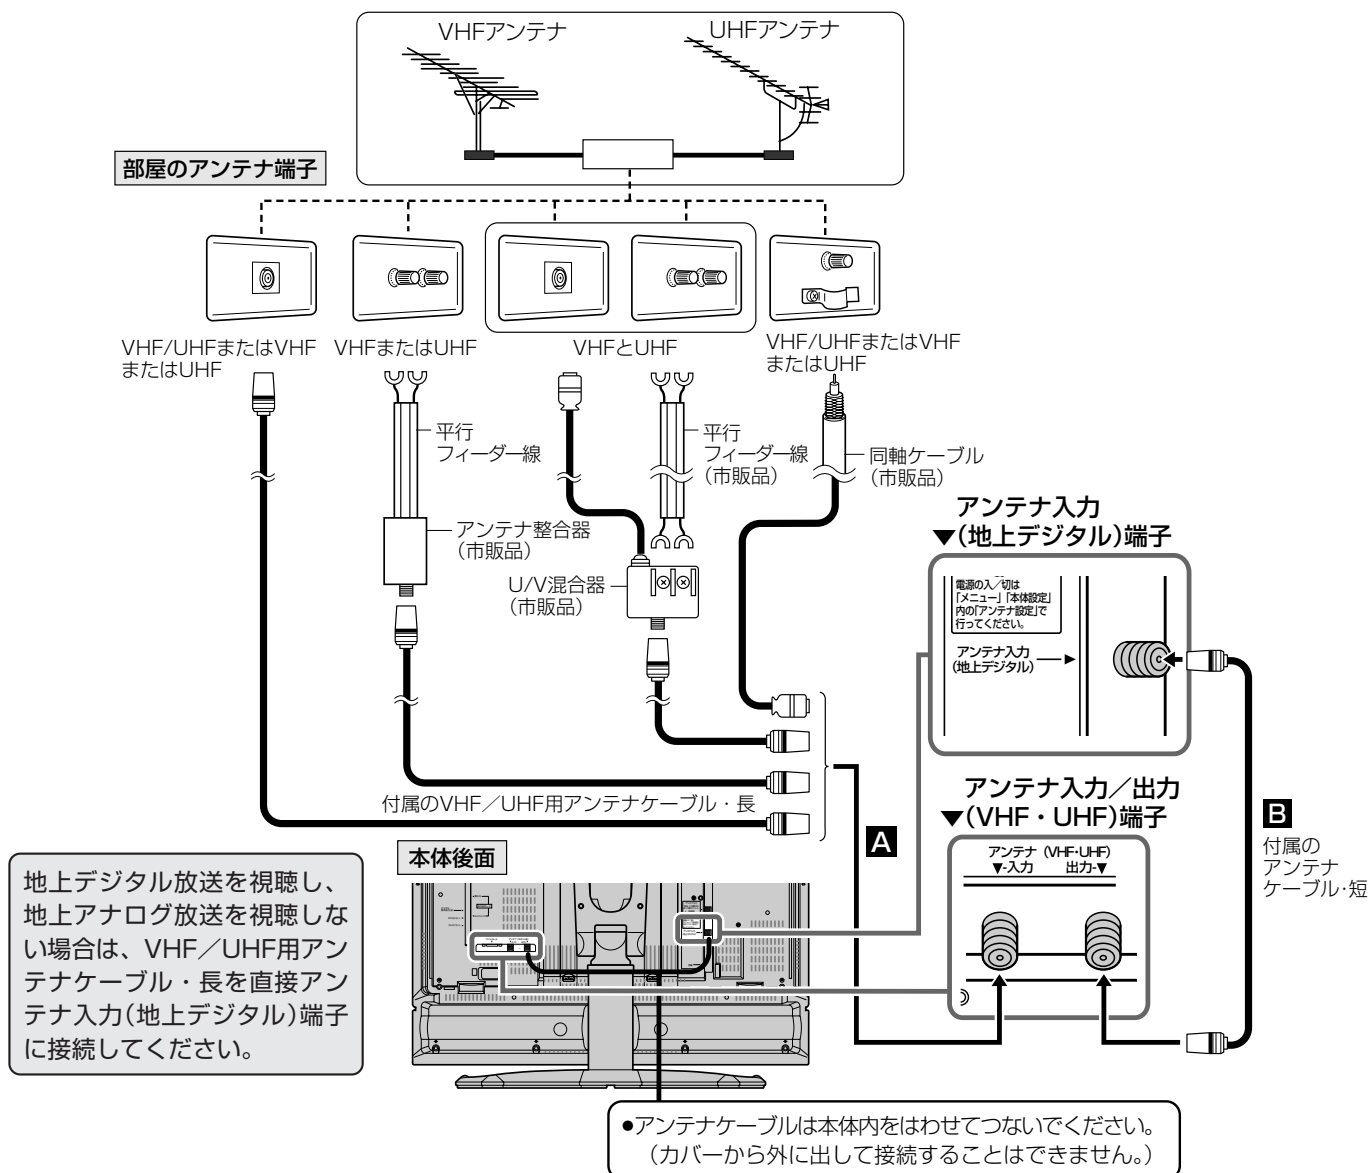 VHFアンテナ
UHFアンテナ
部屋のアンテナ端子
VHF/UHFまたはVHF
またはUHF
VHFまたはUHF
VHFとUHF
VHF/UHFまたはVHF
またはUHF
平行
フィーダー線
平行
フィーダー線
(市販品)
同軸ケーブル
(市販品)
アンテナ整合器
(市販品)
U/V混合器
(市販品)
アンテナ入力
▼(地上デジタル)端子
電源の入/切は
「メニュー」「本体設定」
内の「アンテナ設定」で
行ってください。
アンテナ入力
(地上デジタル)
付属のVHF/UHF用アンテナケーブル・長
A
アンテナ入力/出力
▼(VHF・UHF)端子
アンテナ (VHF・UHF)
▼-入力 出力-▼
B
付属の
アンテナ
ケーブル・短
本体後面
地上デジタル放送を視聴し、
地上アナログ放送を視聴しな
い場合は、VHF/UHF用アン
テナケーブル・長を直接アン
テナ入力(地上デジタル)端子
に接続してください。
●アンテナケーブルは本体内をはわせてつないでください。
(カバーから外に出して接続することはできません。)